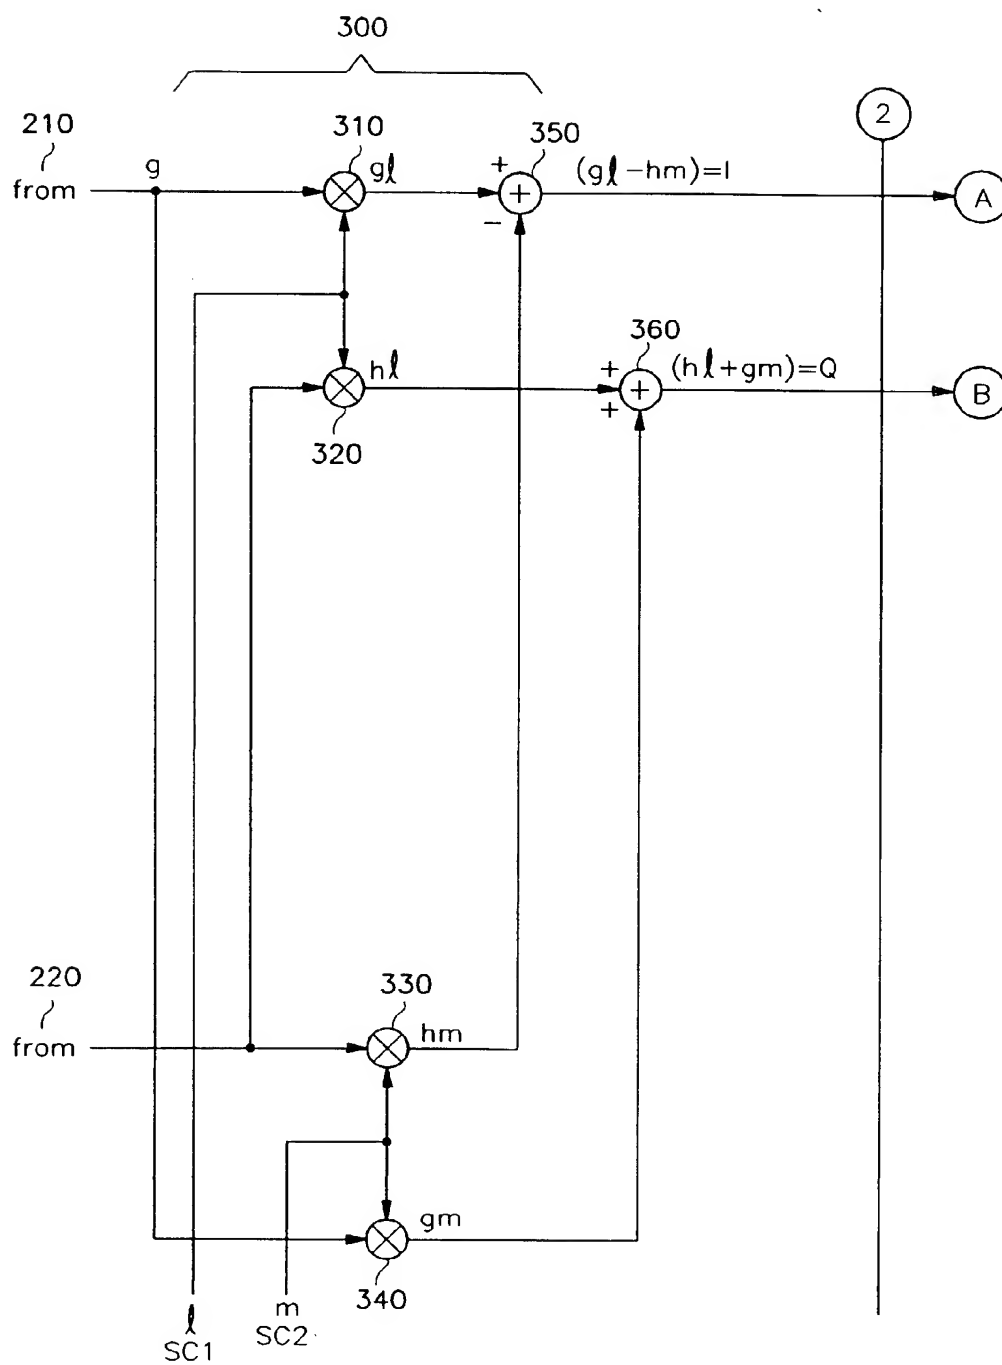 300
210
310
350
2
from
g
gℓ
+
−
(gℓ−hm)=I
A
360
hℓ
+
+
(hℓ+gm)=Q
B
320
220
330
from
hm
gm
340
ℓ
SC1
m
SC2